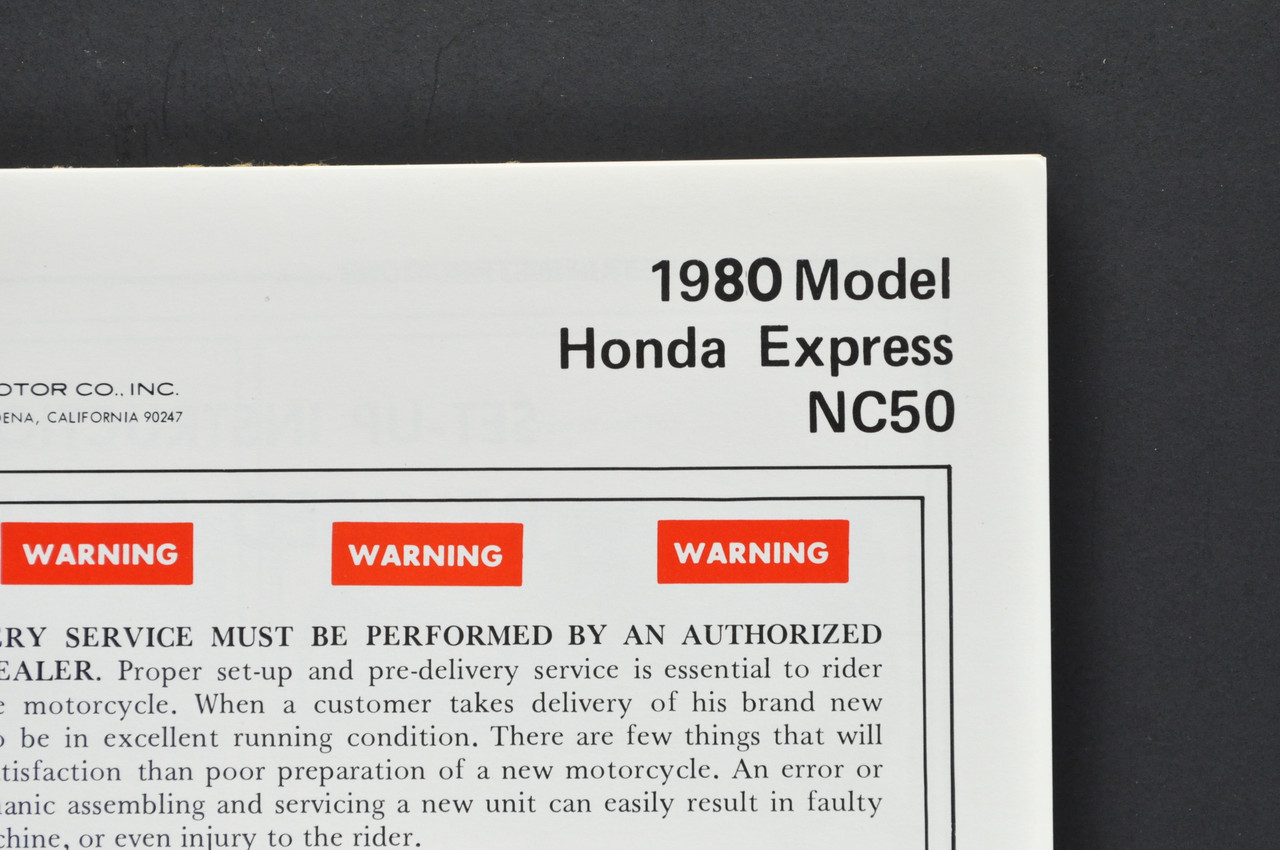 1980 Model
Honda Express
NC50
OTOR CO., INC.
ENA, CALIFORNIA 90247
WARNING WARNING WARNING
ERY SERVICE MUST BE PERFORMED BY AN AUTHORIZED
EALER. Proper set-up and pre-delivery service is essential to rider
e motorcycle. When a customer takes delivery of his brand new
o be in excellent running condition. There are few things that will
tisfaction than poor preparation of a new motorcycle. An error or
anic assembling and servicing a new unit can easily result in faulty
chine, or even injury to the rider.